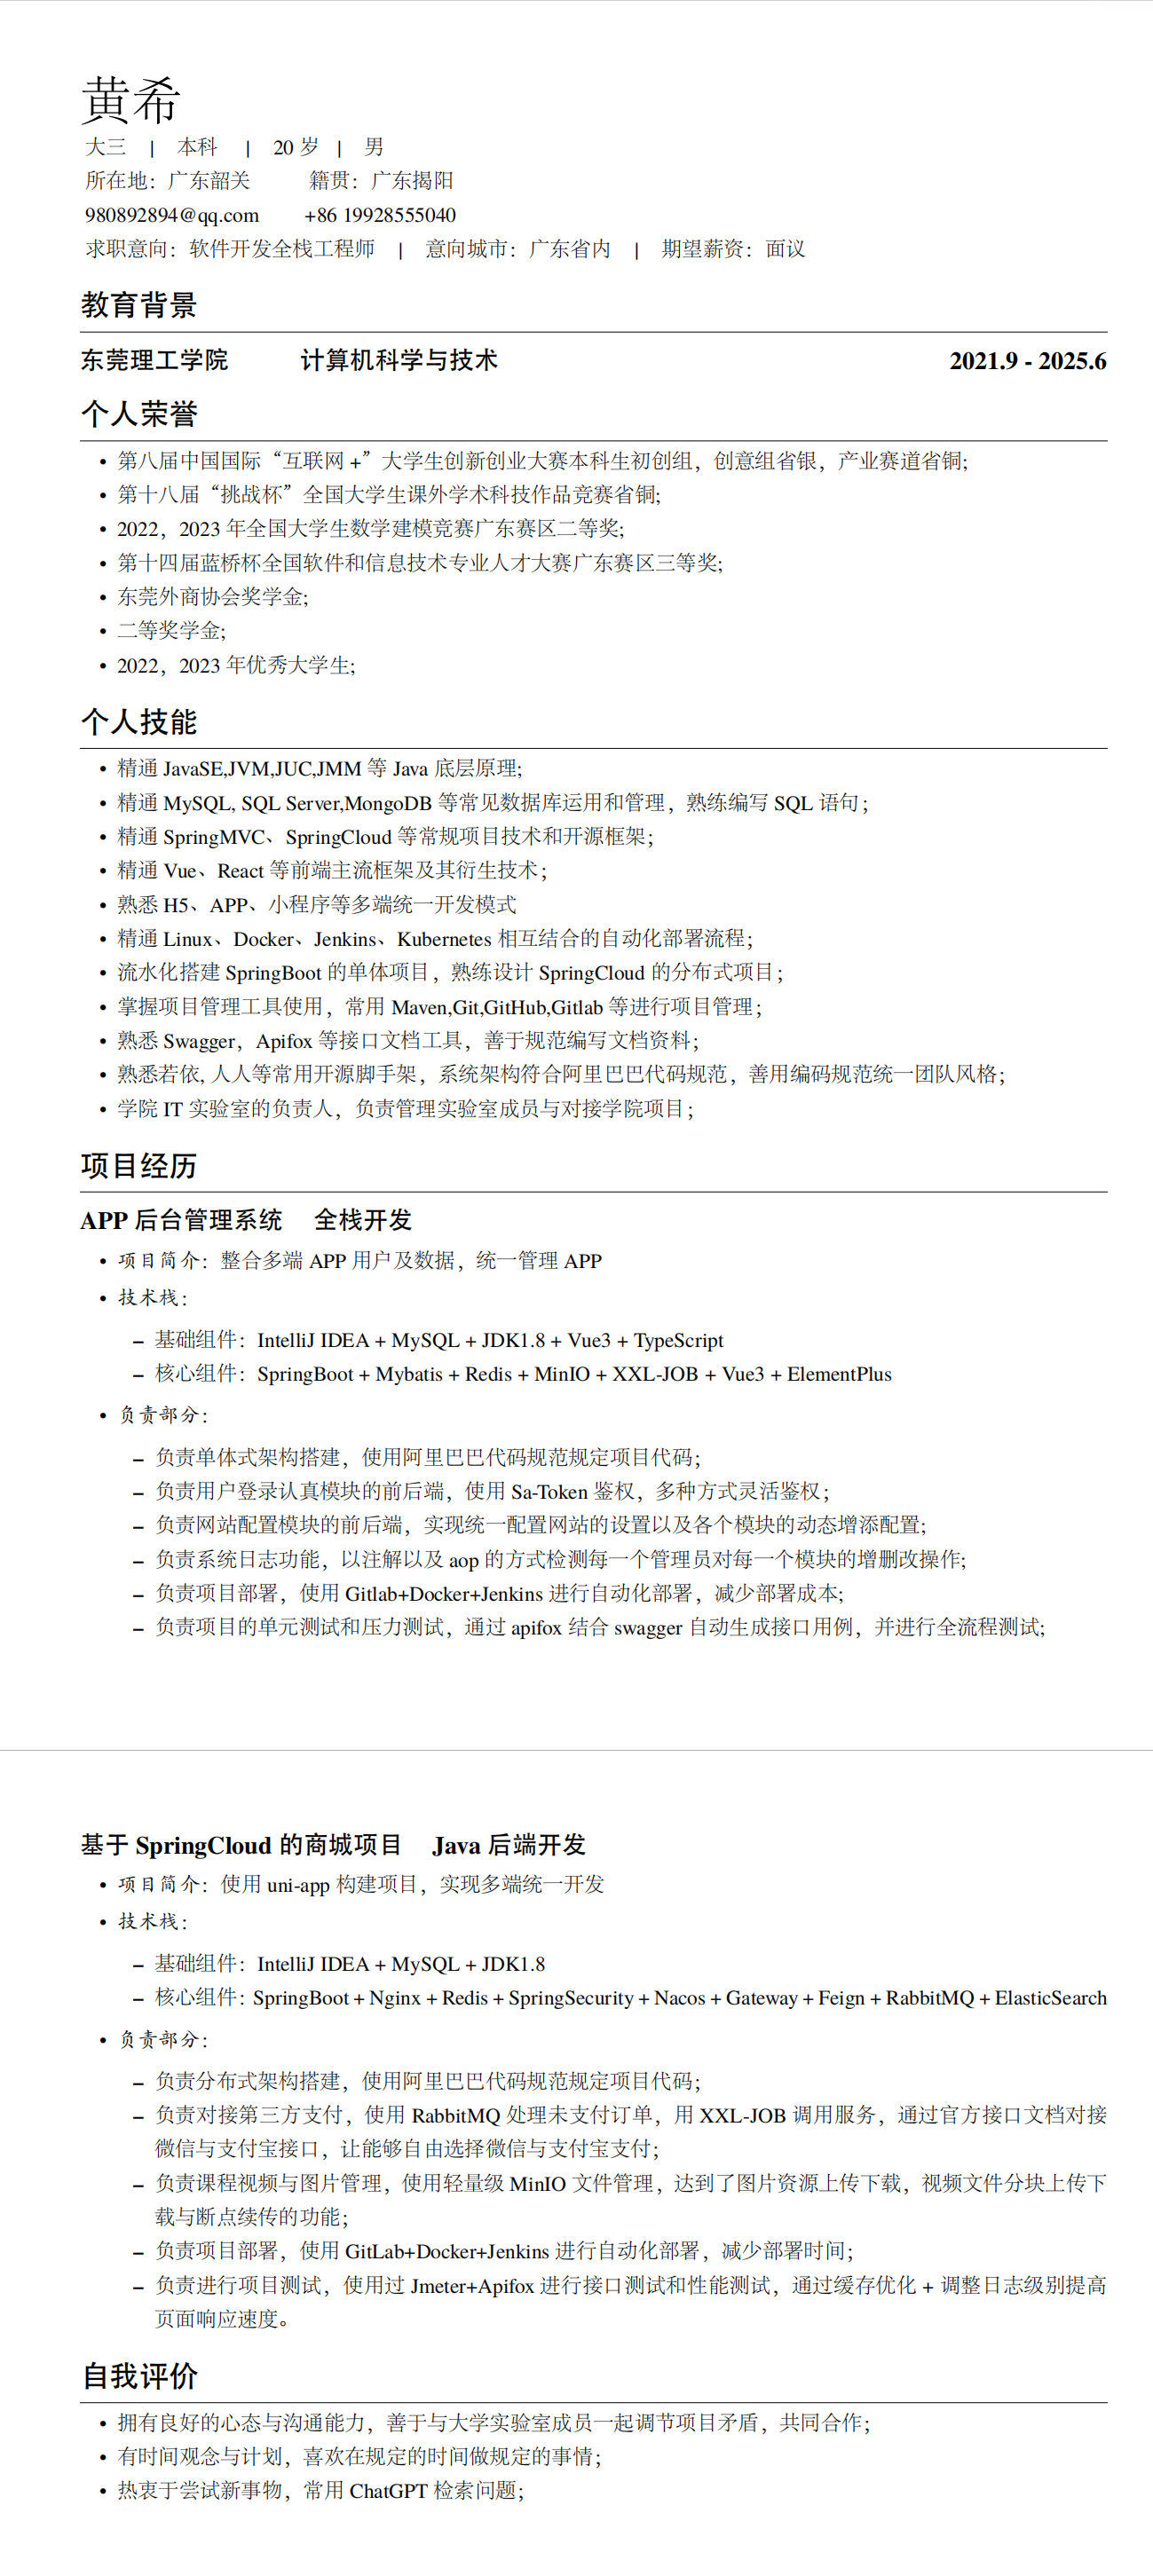 黄希
大三 | 本科 | 20 岁 | 男
所在地：广东韶关 籍贯：广东揭阳
980892894@qq.com +86 19928555040
求职意向：软件开发全栈工程师 | 意向城市：广东省内 | 期望薪资：面议
教育背景
东莞理工学院 计算机科学与技术 2021.9 - 2025.6
个人荣誉
• 第八届中国国际“互联网 +”大学生创新创业大赛本科生初创组，创意组省银，产业赛道省铜;
• 第十八届“挑战杯”全国大学生课外学术科技作品竞赛省铜;
• 2022，2023 年全国大学生数学建模竞赛广东赛区二等奖;
• 第十四届蓝桥杯全国软件和信息技术专业人才大赛广东赛区三等奖;
• 东莞外商协会奖学金;
• 二等奖学金;
• 2022，2023 年优秀大学生;
个人技能
• 精通 JavaSE,JVM,JUC,JMM 等 Java 底层原理;
• 精通 MySQL, SQL Server,MongoDB 等常见数据库运用和管理，熟练编写 SQL 语句；
• 精通 SpringMVC、SpringCloud 等常规项目技术和开源框架；
• 精通 Vue、React 等前端主流框架及其衍生技术；
• 熟悉 H5、APP、小程序等多端统一开发模式
• 精通 Linux、Docker、Jenkins、Kubernetes 相互结合的自动化部署流程；
• 流水化搭建 SpringBoot 的单体项目，熟练设计 SpringCloud 的分布式项目；
• 掌握项目管理工具使用，常用 Maven,Git,GitHub,Gitlab 等进行项目管理；
• 熟悉 Swagger，Apifox 等接口文档工具，善于规范编写文档资料；
• 熟悉若依, 人人等常用开源脚手架，系统架构符合阿里巴巴代码规范，善用编码规范统一团队风格；
• 学院 IT 实验室的负责人，负责管理实验室成员与对接学院项目；
项目经历
APP 后台管理系统 全栈开发
• 项目简介：整合多端 APP 用户及数据，统一管理 APP
• 技术栈：
– 基础组件：IntelliJ IDEA + MySQL + JDK1.8 + Vue3 + TypeScript
– 核心组件：SpringBoot + Mybatis + Redis + MinIO + XXL-JOB + Vue3 + ElementPlus
• 负责部分：
– 负责单体式架构搭建，使用阿里巴巴代码规范规定项目代码；
– 负责用户登录认真模块的前后端，使用 Sa-Token 鉴权，多种方式灵活鉴权；
– 负责网站配置模块的前后端，实现统一配置网站的设置以及各个模块的动态增添配置;
– 负责系统日志功能，以注解以及 aop 的方式检测每一个管理员对每一个模块的增删改操作;
– 负责项目部署，使用 Gitlab+Docker+Jenkins 进行自动化部署，减少部署成本;
– 负责项目的单元测试和压力测试，通过 apifox 结合 swagger 自动生成接口用例，并进行全流程测试;
基于 SpringCloud 的商城项目 Java 后端开发
• 项目简介：使用 uni-app 构建项目，实现多端统一开发
• 技术栈：
– 基础组件：IntelliJ IDEA + MySQL + JDK1.8
– 核心组件：SpringBoot + Nginx + Redis + SpringSecurity + Nacos + Gateway + Feign + RabbitMQ + ElasticSearch
• 负责部分：
– 负责分布式架构搭建，使用阿里巴巴代码规范规定项目代码；
– 负责对接第三方支付，使用 RabbitMQ 处理未支付订单，用 XXL-JOB 调用服务，通过官方接口文档对接
微信与支付宝接口，让能够自由选择微信与支付宝支付；
– 负责课程视频与图片管理，使用轻量级 MinIO 文件管理，达到了图片资源上传下载，视频文件分块上传下
载与断点续传的功能；
– 负责项目部署，使用 GitLab+Docker+Jenkins 进行自动化部署，减少部署时间；
– 负责进行项目测试，使用过 Jmeter+Apifox 进行接口测试和性能测试，通过缓存优化 + 调整日志级别提高
页面响应速度。
自我评价
• 拥有良好的心态与沟通能力，善于与大学实验室成员一起调节项目矛盾，共同合作；
• 有时间观念与计划，喜欢在规定的时间做规定的事情；
• 热衷于尝试新事物，常用 ChatGPT 检索问题；